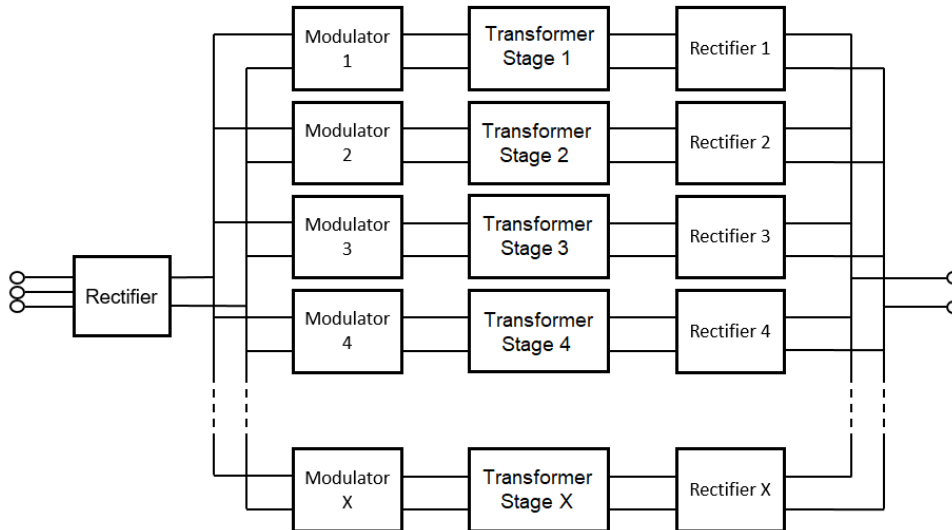 Modulator
1
Transformer
Stage 1
Rectifier 1
Modulator
2
Transformer
Stage 2
Rectifier 2
Modulator
3
Transformer
Stage 3
Rectifier 3
Rectifier
Modulator
4
Transformer
Stage 4
Rectifier 4
Modulator
X
Transformer
Stage X
Rectifier X